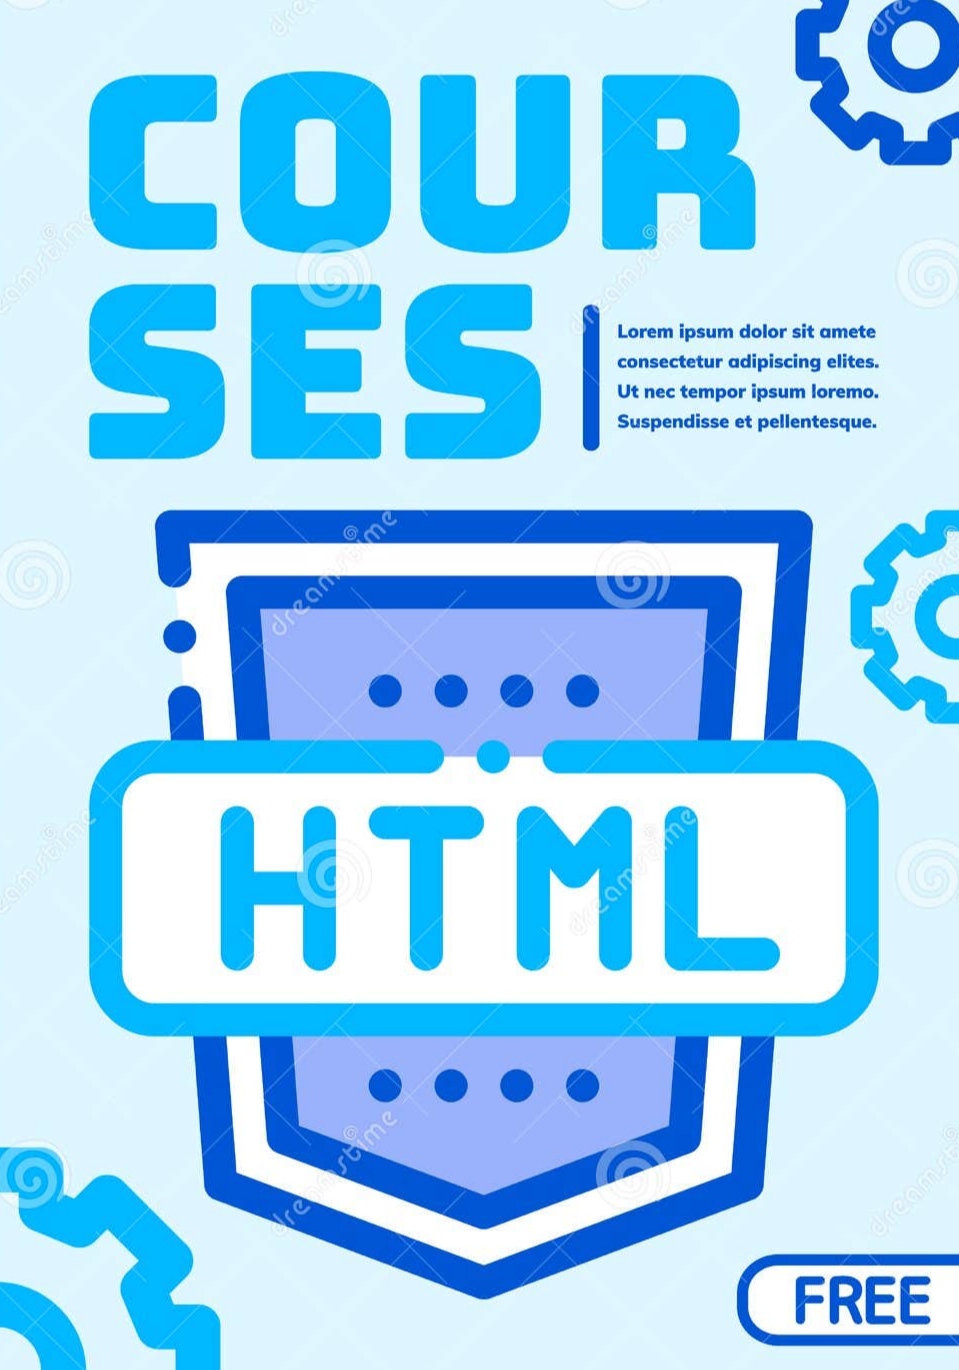 COUR
SES
Lorem ipsum dolor sit amete
consectetur adipiscing elites.
Ut nec tempor ipsum loremo.
Suspendisse et pellentesque.
HTML
FREE
dreamstime